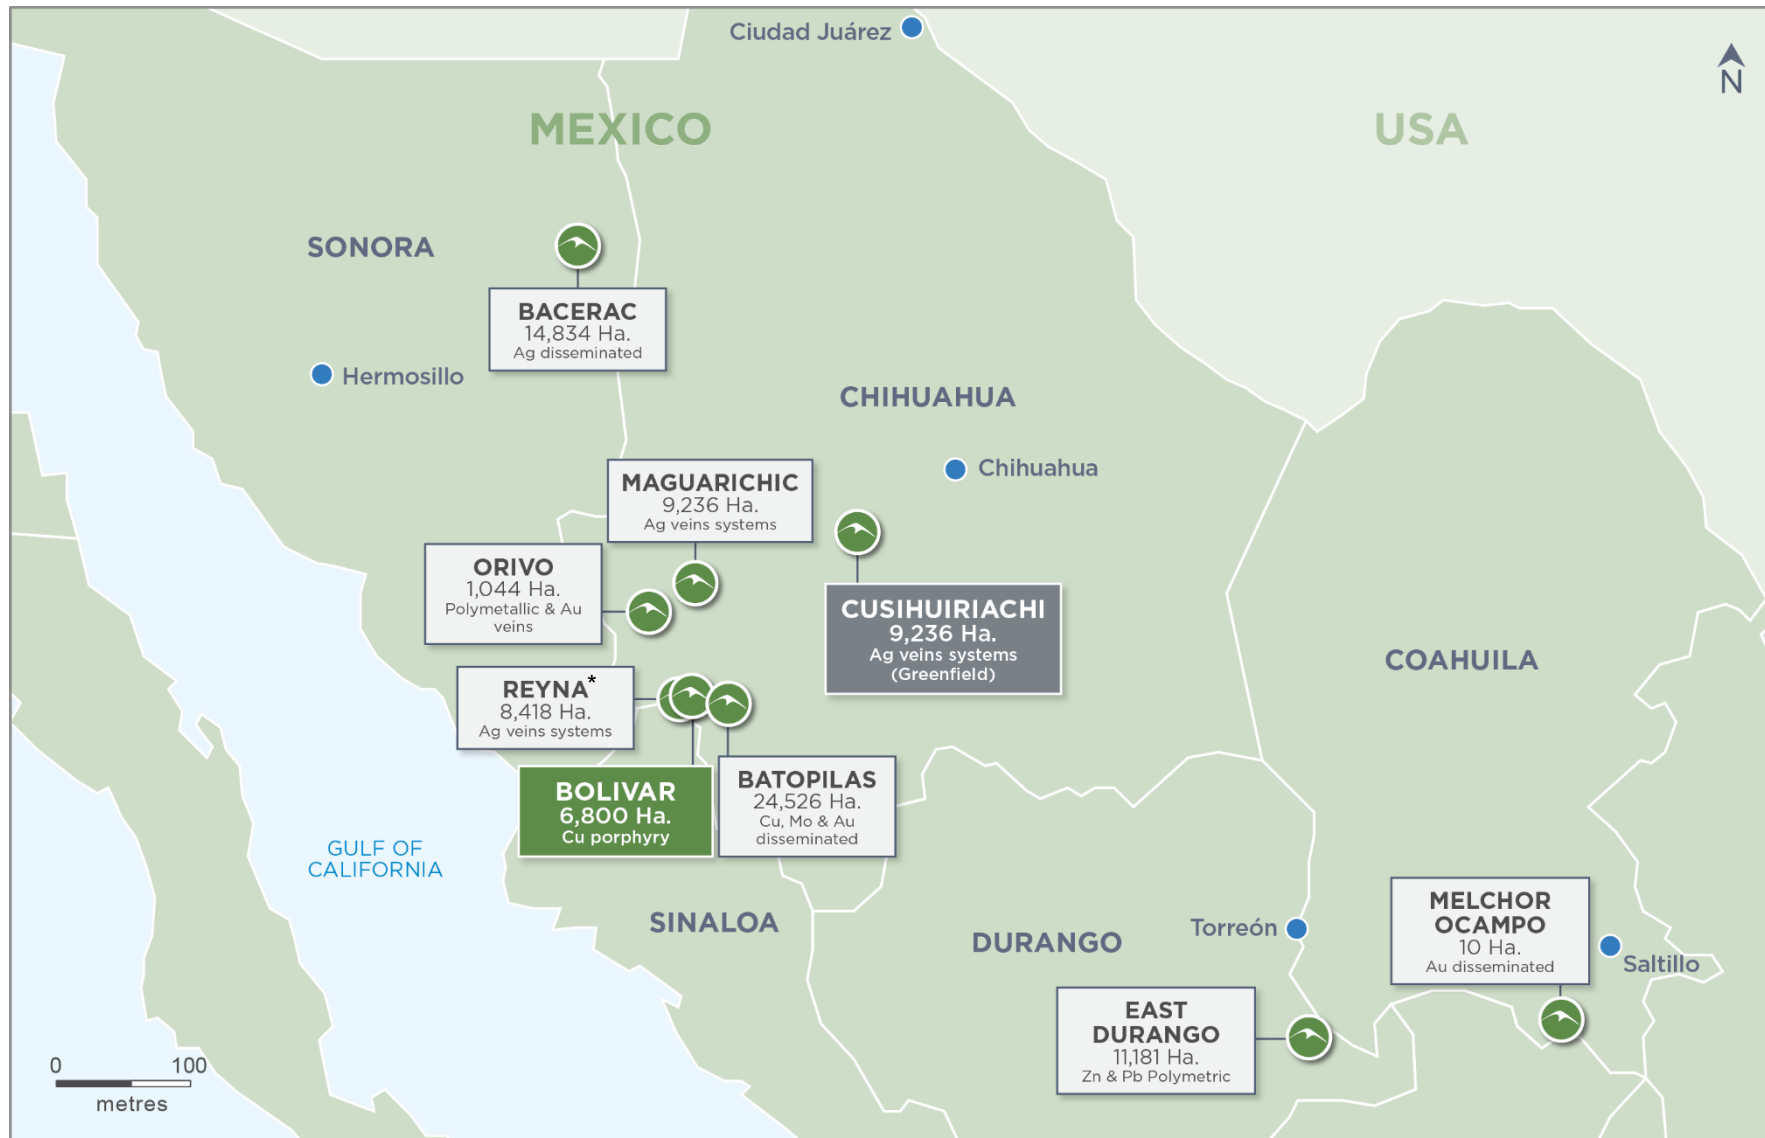 Ciudad Juárez
N
MEXICO
USA
SONORA
BACERAC
14,834 Ha.
Ag disseminated
Hermosillo
CHIHUAHUA
Chihuahua
MAGUARICHIC
9,236 Ha.
Ag veins systems
ORIVO
1,044 Ha.
Polymetallic & Au
veins
CUSIHUIRIACHI
9,236 Ha.
Ag veins systems
(Greenfield)
COAHUILA
REYNA*
8,418 Ha.
Ag veins systems
BOLIVAR
6,800 Ha.
Cu porphyry
BATOPILAS
24,526 Ha.
Cu, Mo & Au
disseminated
GULF OF
CALIFORNIA
SINALOA
DURANGO
Torreón
MELCHOR
OCAMPO
10 Ha.
Au disseminated
Saltillo
EAST
DURANGO
11,181 Ha.
Zn & Pb Polymetric
0 100
metres